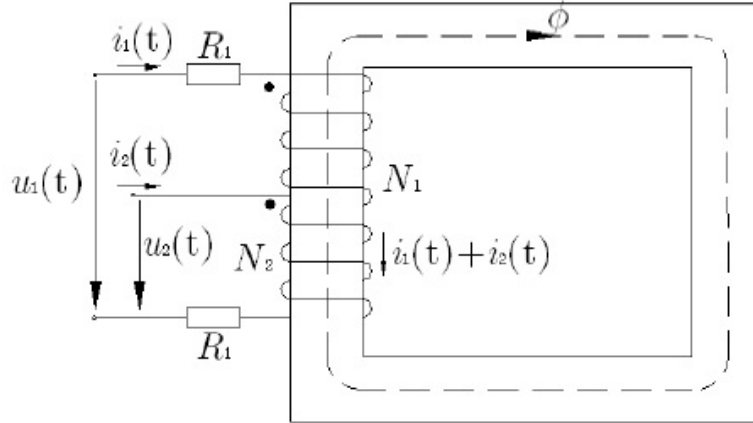 ϕ
i₁(t)
R₁
i₂(t)
u₁(t)
N₁
u₂(t)
N₂
i₁(t)+i₂(t)
R₁